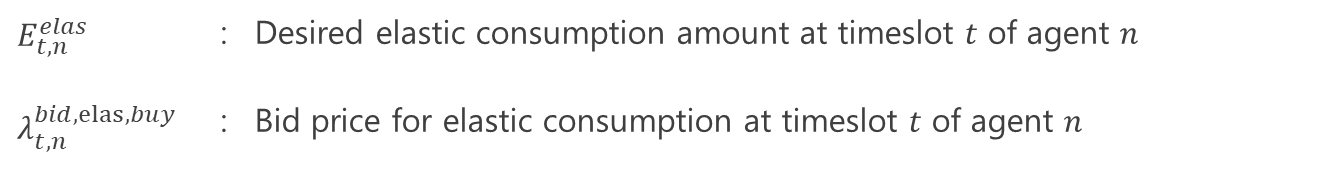 E_{t,n}^{elas} : Desired elastic consumption amount at timeslot t of agent n
λ_{t,n}^{bid,elas,buy} : Bid price for elastic consumption at timeslot t of agent n